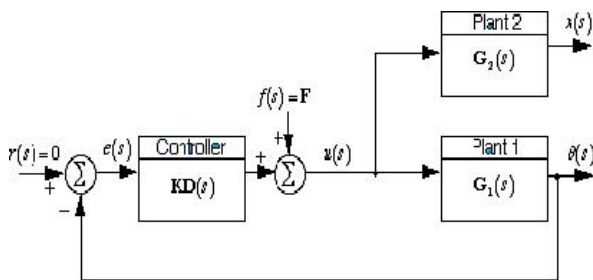 Plant 2
x(s)
G₂(s)
f(s)=F
r(s)=0
e(s)
Controller
+
+
u(s)
Plant 1
θ(s)
Σ
KD(s)
Σ
G₁(s)
+
−